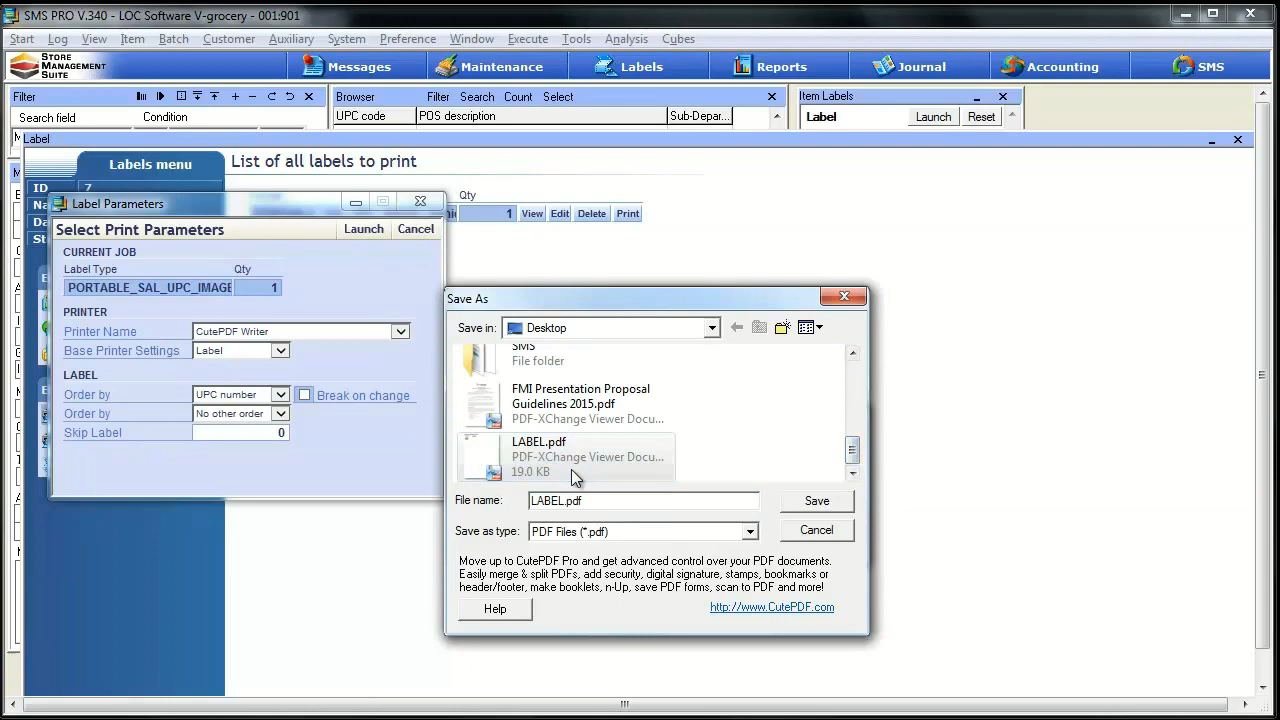 SMS PRO V.340 - LOC Software V-grocery - 001:901
Start Log View Item Batch Customer Auxiliary System Preference Window Execute Tools Analysis Cubes
STORE
MANAGEMENT
SUITE
Messages Maintenance Labels Reports Journal Accounting SMS
Filter
Search field Condition
Browser Filter Search Count Select
UPC code POS description Sub-Depar...
Item Labels
Label Launch Reset
Label
Labels menu
List of all labels to print
ID 7
Qty
1 View Edit Delete Print
Label Parameters
Select Print Parameters Launch Cancel
CURRENT JOB
Label Type Qty
PORTABLE_SAL_UPC_IMAGE 1
PRINTER
Printer Name CutePDF Writer
Base Printer Settings Label
LABEL
Order by UPC number Break on change
Order by No other order
Skip Label 0
Save As
Save in: Desktop
SMS
File folder
FMI Presentation Proposal
Guidelines 2015.pdf
PDF-XChange Viewer Docu...
LABEL.pdf
PDF-XChange Viewer Docu...
19.0 KB
File name: LABEL.pdf Save
Save as type: PDF Files (*.pdf) Cancel
Move up to CutePDF Pro and get advanced control over your PDF documents.
Easily merge & split PDFs, add security, digital signature, stamps, bookmarks or
header/footer, make booklets, n-Up, save PDF forms, scan to PDF and more!
Help http://www.CutePDF.com